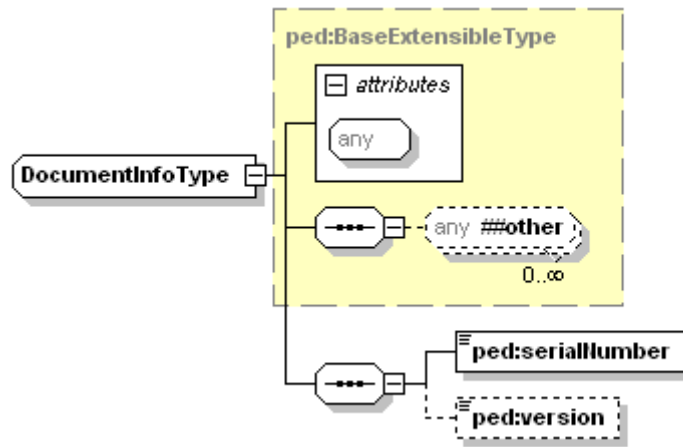 ped:BaseExtensibleType
attributes
any
DocumentInfoType
any ##other
0..∞
ped:serialNumber
ped:version